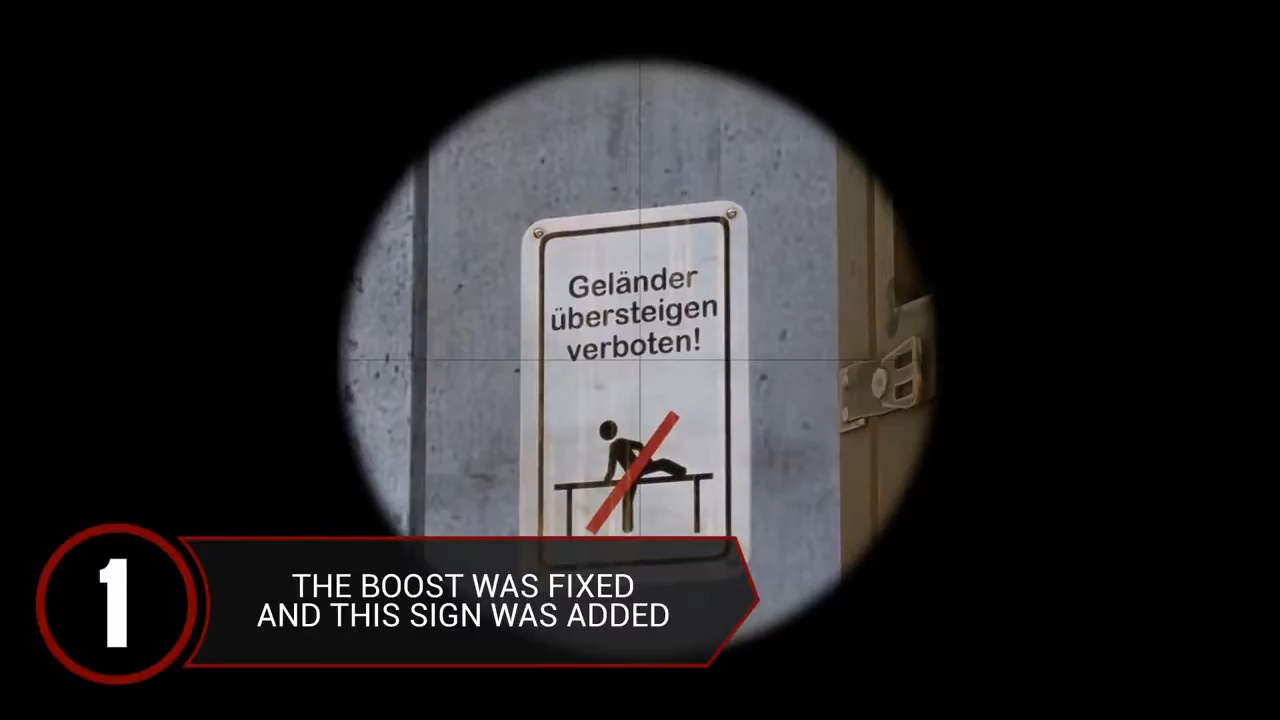 Geländer
übersteigen
verboten!
1
THE BOOST WAS FIXED
AND THIS SIGN WAS ADDED